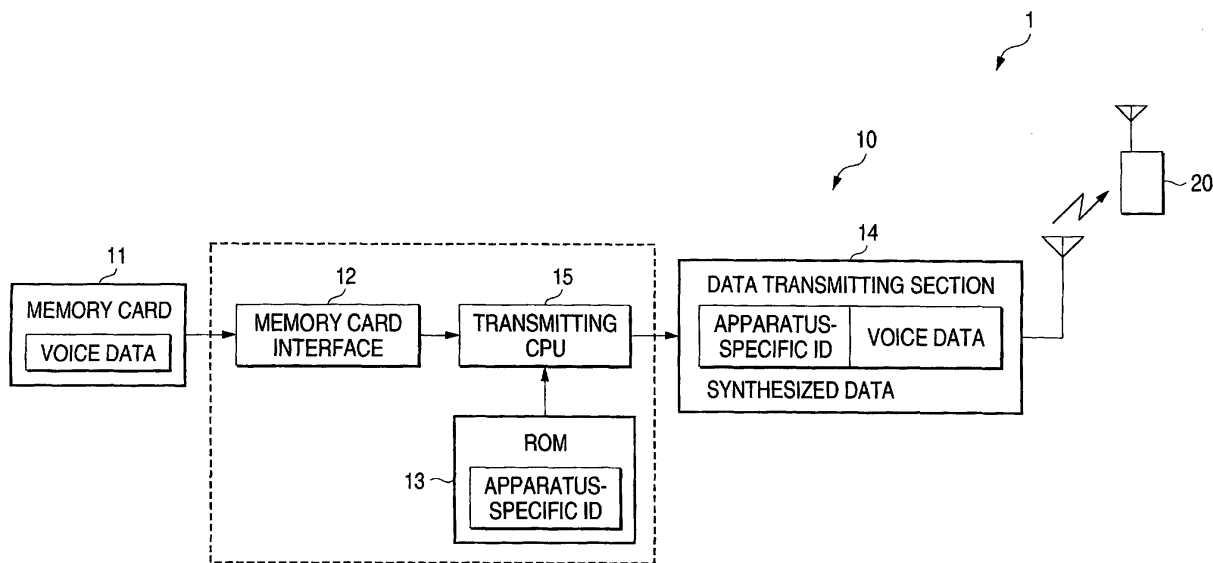 1
10
20
11
MEMORY CARD
VOICE DATA
12
MEMORY CARD
INTERFACE
15
TRANSMITTING
CPU
13
ROM
APPARATUS-
SPECIFIC ID
14
DATA TRANSMITTING SECTION
APPARATUS-
SPECIFIC ID
VOICE DATA
SYNTHESIZED DATA